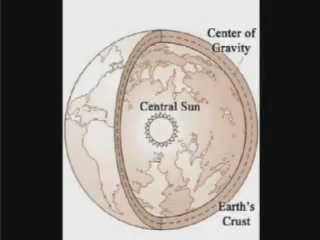 Center of
Gravity
Central Sun
Earth's
Crust